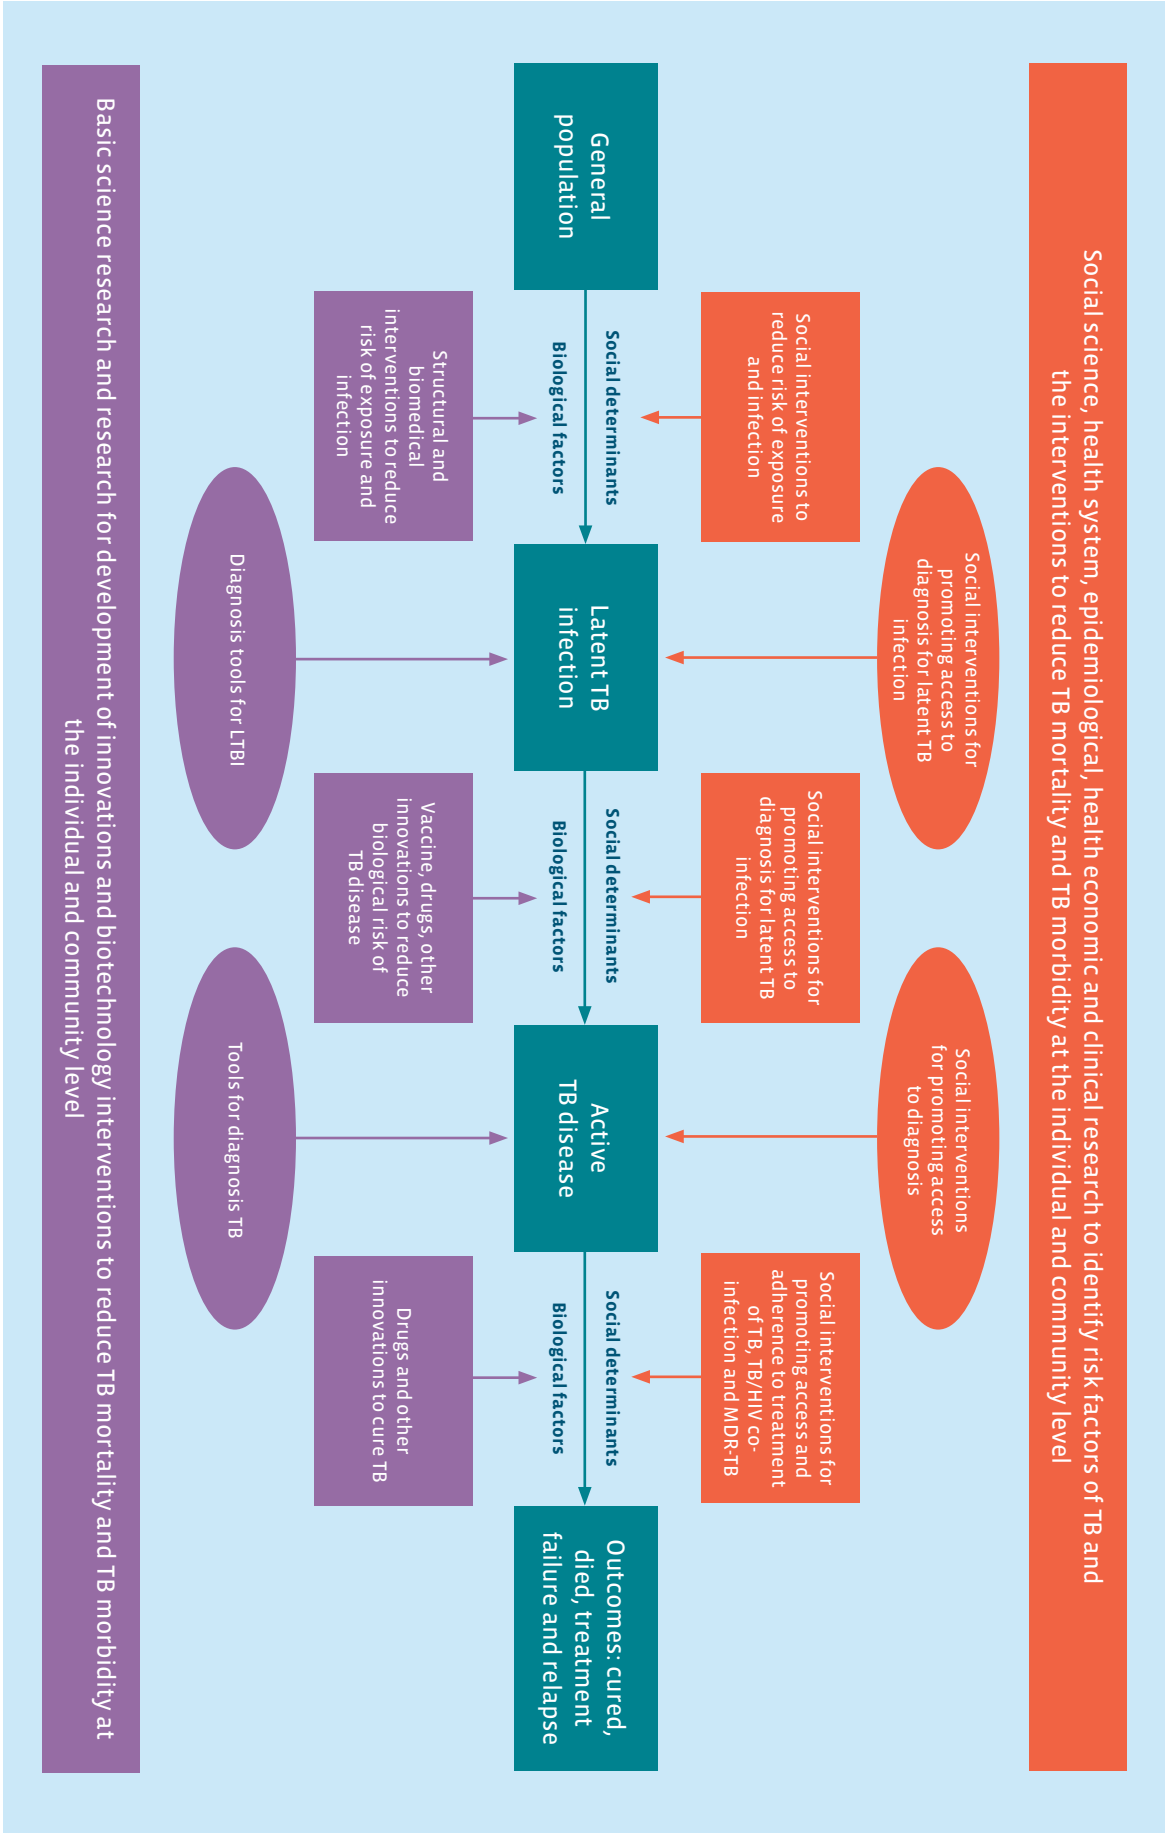 Social science, health system, epidemiological, health economic and clinical research to identify risk factors of TB and
the interventions to reduce TB mortality and TB morbidity at the individual and community level
Social interventions for
promoting access to
diagnosis for latent TB
infection
Social interventions
for promoting access
to diagnosis
Social interventions to
reduce risk of exposure
and infection
Social interventions for
promoting access to
diagnosis for latent TB
infection
Social interventions for
promoting access and
adherence to treatment
of TB, TB/HIV co-
infection and MDR-TB
General
population
Social determinants
Biological factors
Latent TB
infection
Social determinants
Biological factors
Active
TB disease
Social determinants
Biological factors
Outcomes: cured,
died, treatment
failure and relapse
Structural and
biomedical
interventions to reduce
risk of exposure and
infection
Vaccine, drugs, other
innovations to reduce
biological risk of
TB disease
Drugs and other
innovations to cure TB
Diagnosis tools for LTBI
Tools for diagnosis TB
Basic science research and research for development of innovations and biotechnology interventions to reduce TB mortality and TB morbidity at
the individual and community level